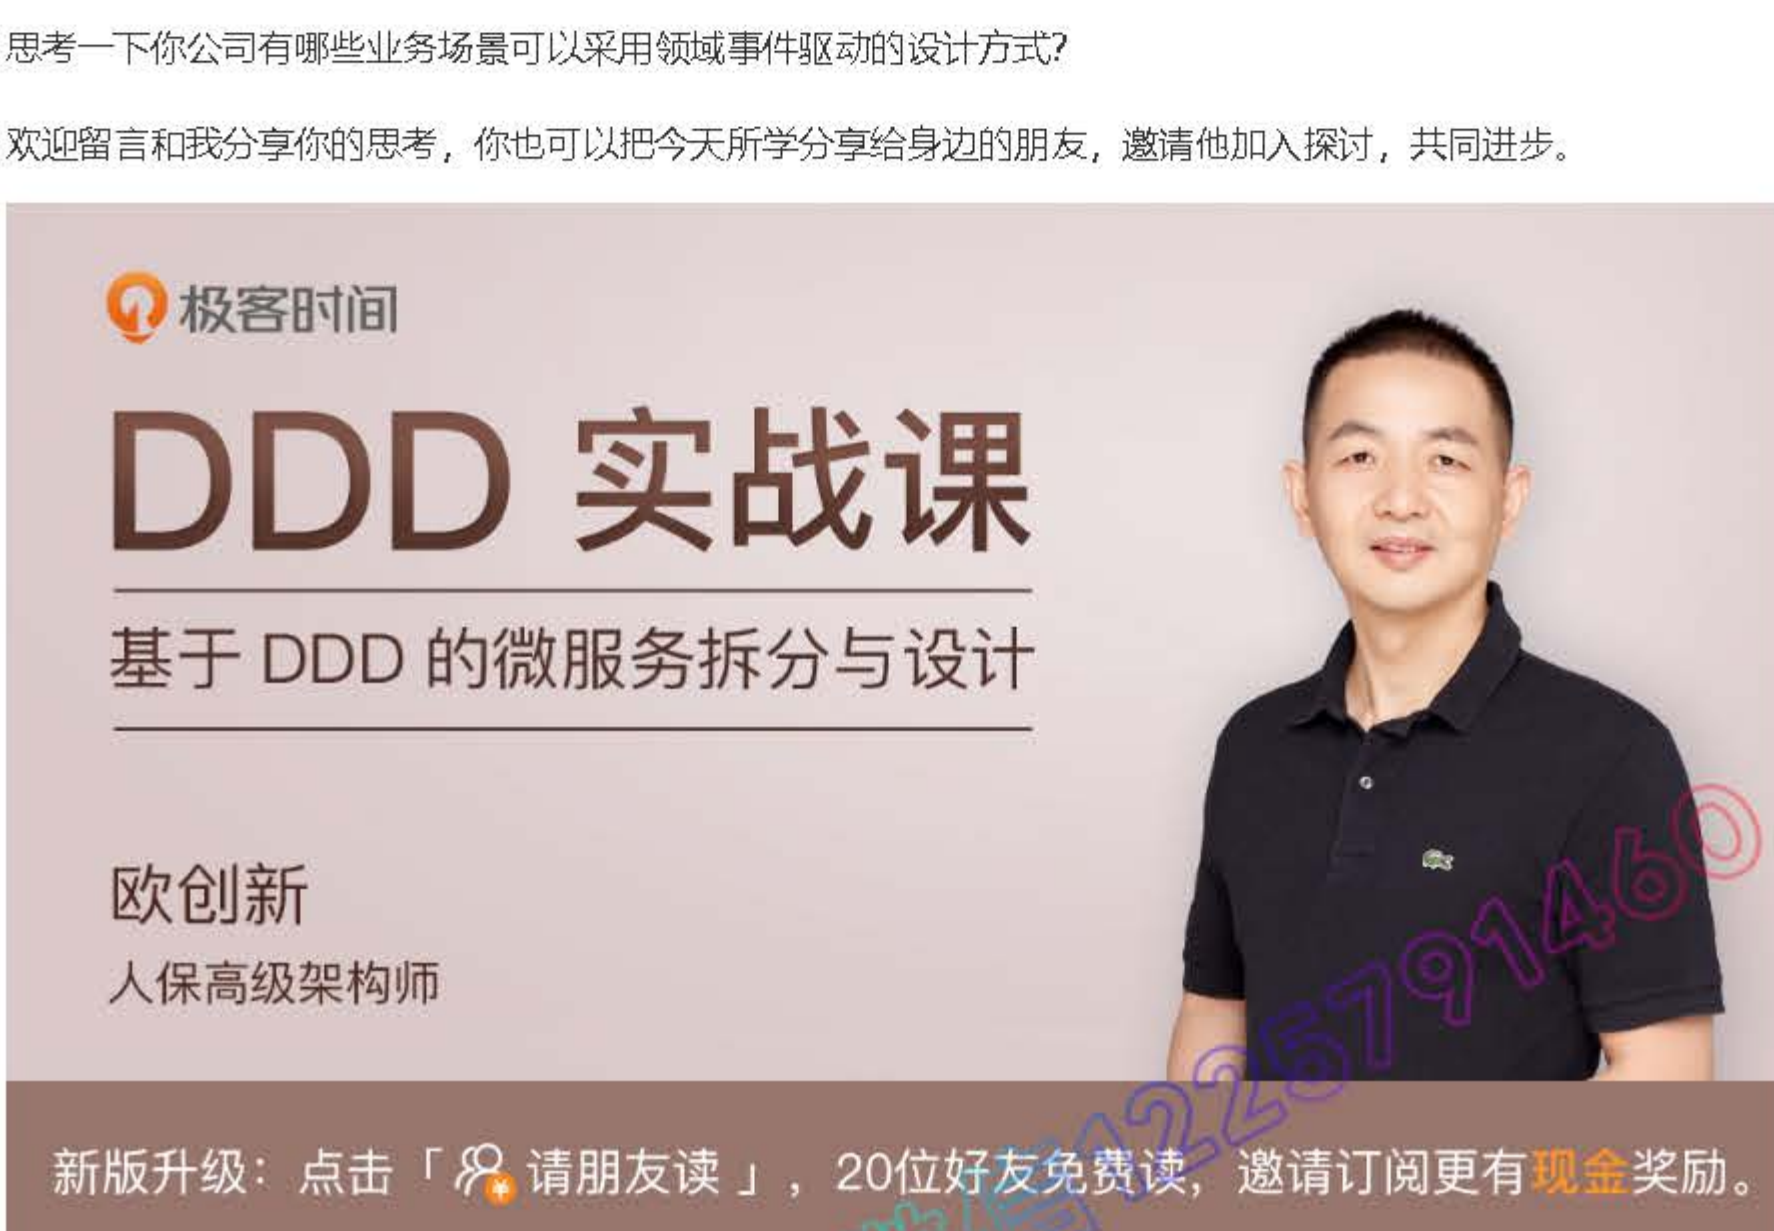 思考一下你公司有哪些业务场景可以采用领域事件驱动的设计方式?
欢迎留言和我分享你的思考，你也可以把今天所学分享给身边的朋友，邀请他加入探讨，共同进步。
极客时间
DDD 实战课
基于 DDD 的微服务拆分与设计
欧创新
人保高级架构师
1225791460
新版升级：点击「 请朋友读 」，20位好友免费读，邀请订阅更有现金奖励。